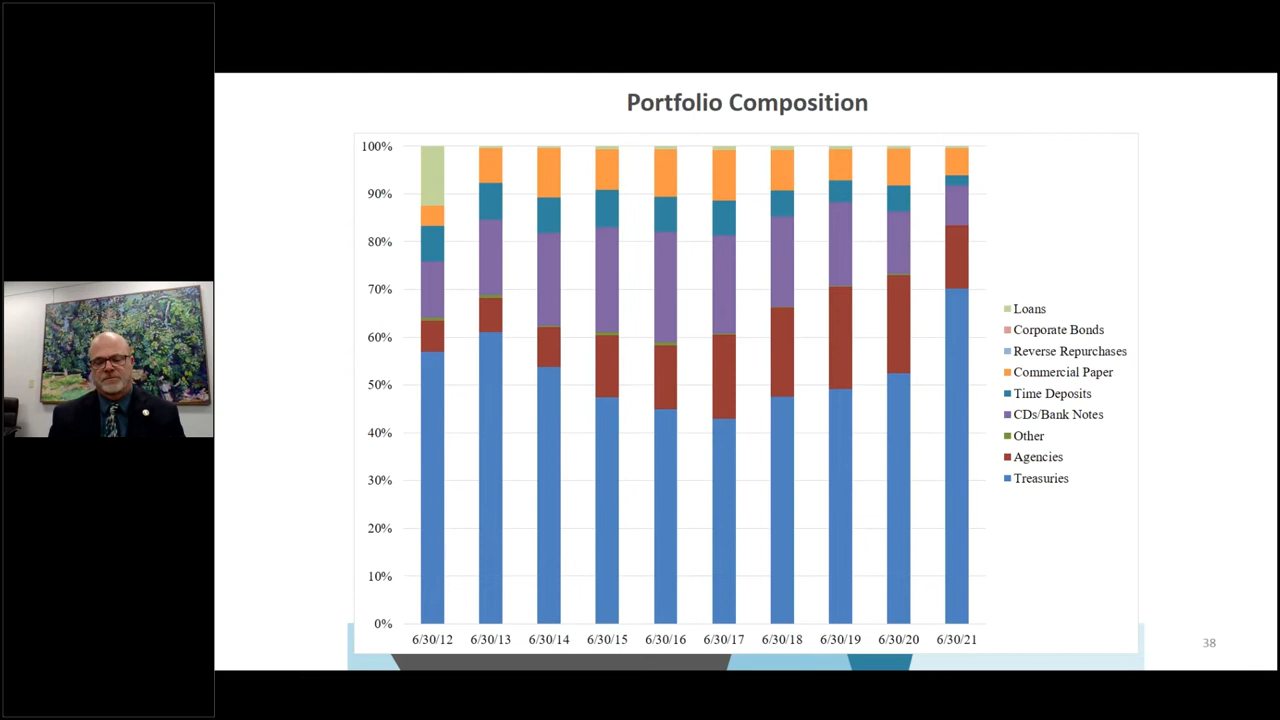 Portfolio Composition
100%
90%
80%
70%
60%
50%
40%
30%
20%
10%
0%
6/30/12 6/30/13 6/30/14 6/30/15 6/30/16 6/30/17 6/30/18 6/30/19 6/30/20 6/30/21
Loans
Corporate Bonds
Reverse Repurchases
Commercial Paper
Time Deposits
CDs/Bank Notes
Other
Agencies
Treasuries
38